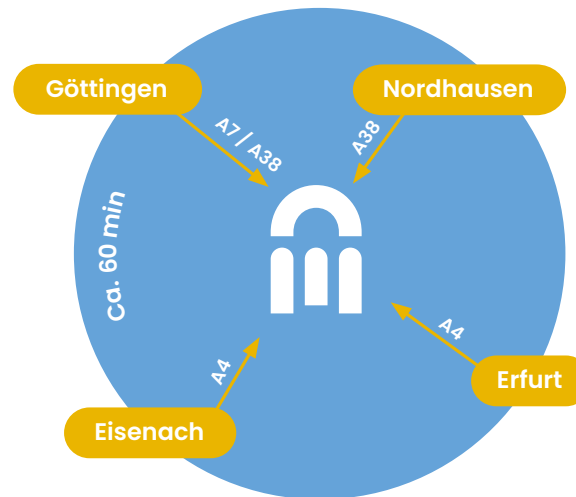 Göttingen
Nordhausen
A7 / A38
A38
Ca. 60 min
A4
A4
Erfurt
Eisenach